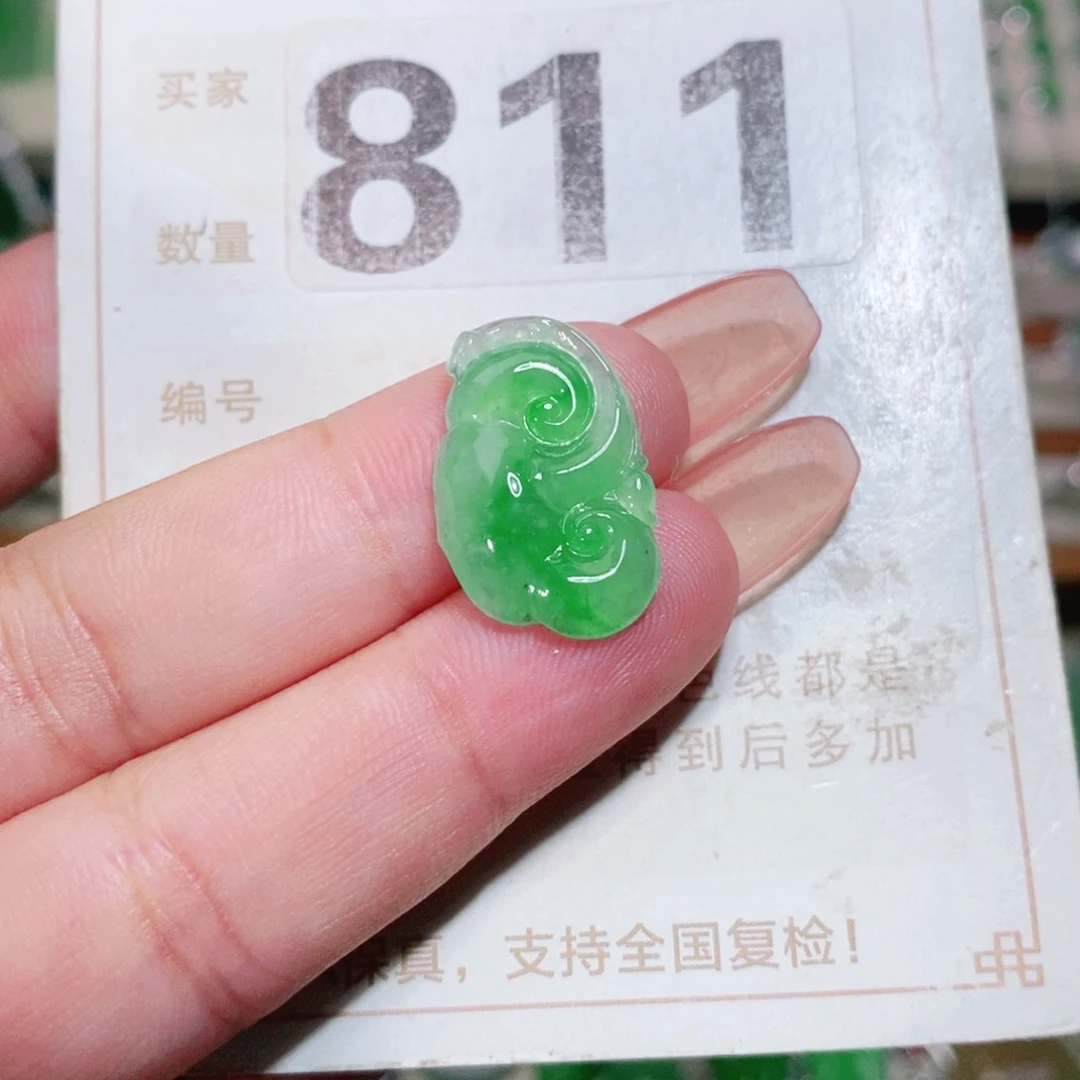 买家
811
数量
编号
线都是
得到后多加
保真，支持全国复检！